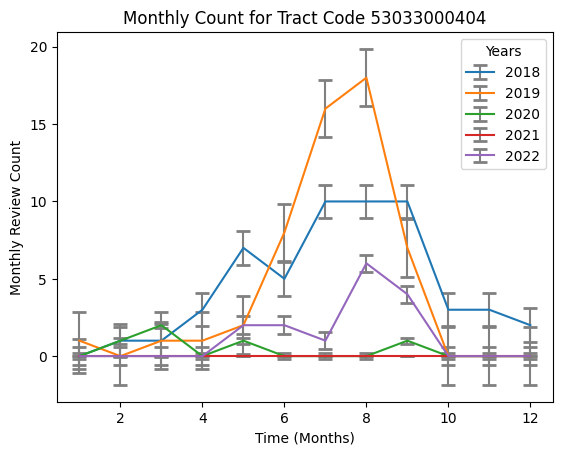 Monthly Count for Tract Code 53033000404
Years
2018
2019
2020
2021
2022
20
15
10
5
0
Monthly Review Count
2 4 6 8 10 12
Time (Months)